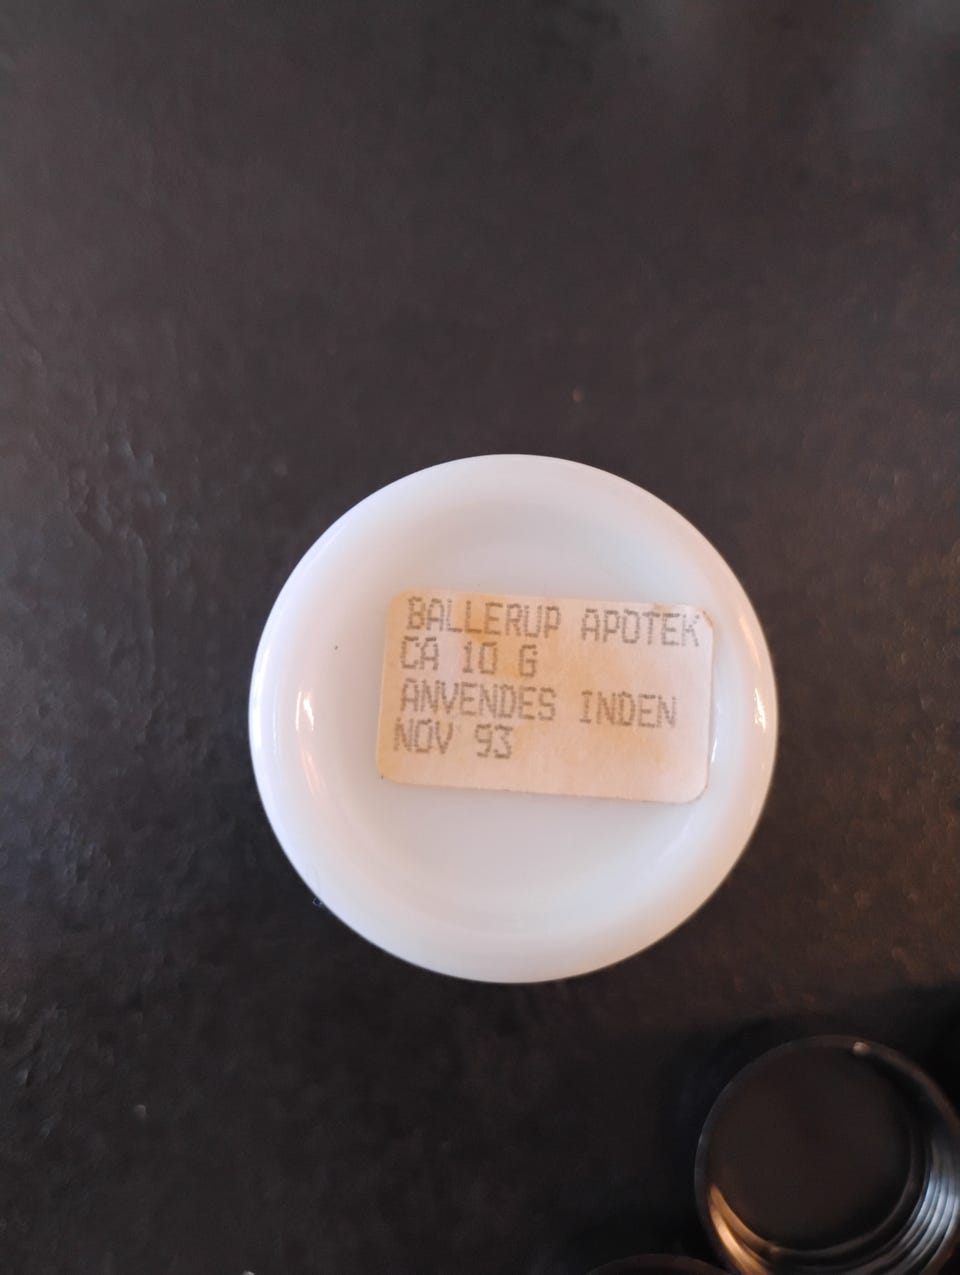 BALLERUP APOTEK
CA 10 G
ANVENDES INDEN
NOV 93